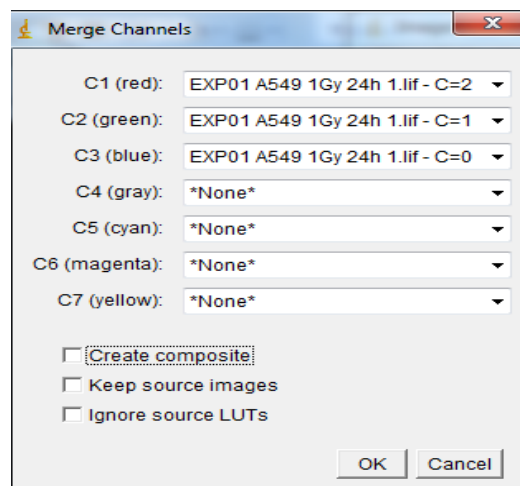 Merge Channels
C1 (red): EXP01 A549 1Gy 24h 1.lif - C=2
C2 (green): EXP01 A549 1Gy 24h 1.lif - C=1
C3 (blue): EXP01 A549 1Gy 24h 1.lif - C=0
C4 (gray): *None*
C5 (cyan): *None*
C6 (magenta): *None*
C7 (yellow): *None*
Create composite
Keep source images
Ignore source LUTs
OK Cancel